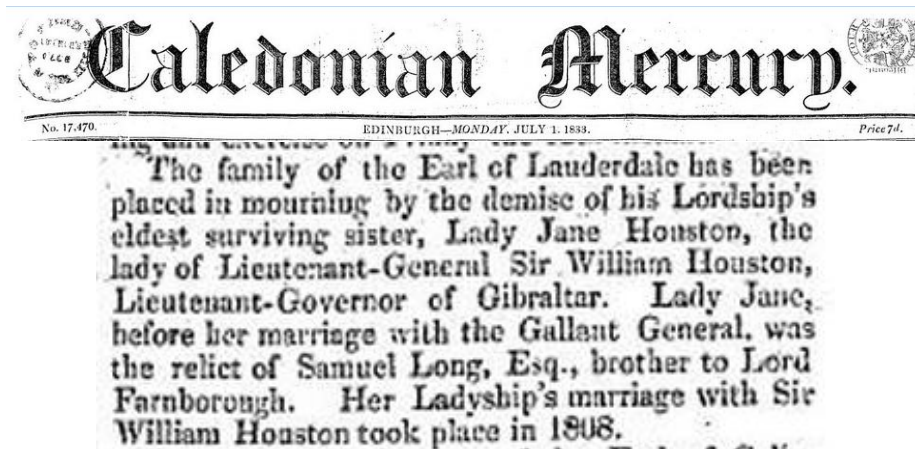 Caledonian Mercury.
No. 17,470. EDINBURGH—MONDAY, JULY 1. 1833. Price 7d.
The family of the Earl of Lauderdale has been
placed in mourning by the demise of his Lordship's
eldest surviving sister, Lady Jane Houston, the
lady of Lieutenant-General Sir William Houston,
Lieutenant-Governor of Gibraltar. Lady Jane,
before her marriage with the Gallant General, was
the relict of Samuel Long, Esq., brother to Lord
Farnborough. Her Ladyship's marriage with Sir
William Houston took place in 1808.